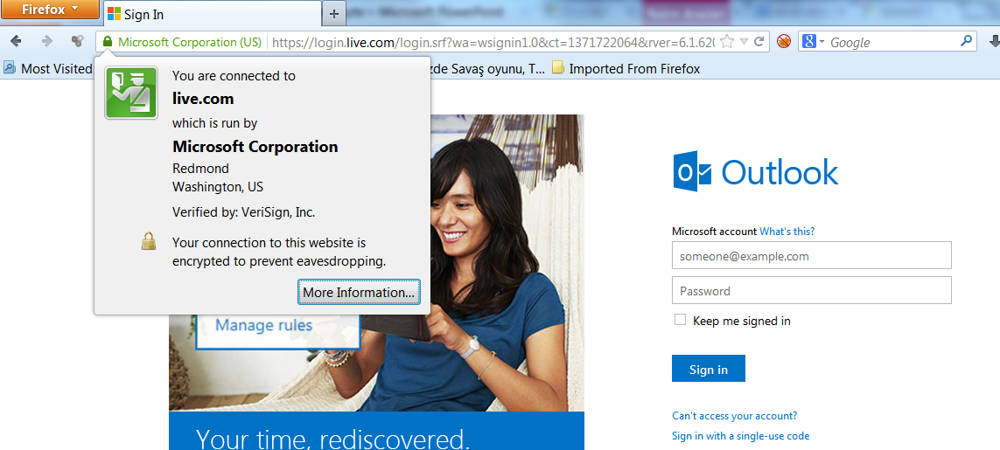 Firefox
Sign In
Microsoft Corporation (US)
https://login.live.com/login.srf?wa=wsignin1.0&ct=1371722064&rver=6.1.620
Google
Most Visited
zde Savaş oyunu, T...
Imported From Firefox
You are connected to
live.com
which is run by
Microsoft Corporation
Redmond
Washington, US
Verified by: VeriSign, Inc.
Your connection to this website is
encrypted to prevent eavesdropping.
More Information...
Manage rules
Your time, rediscovered.
Outlook
Microsoft account What's this?
someone@example.com
Password
Keep me signed in
Sign in
Can't access your account?
Sign in with a single-use code